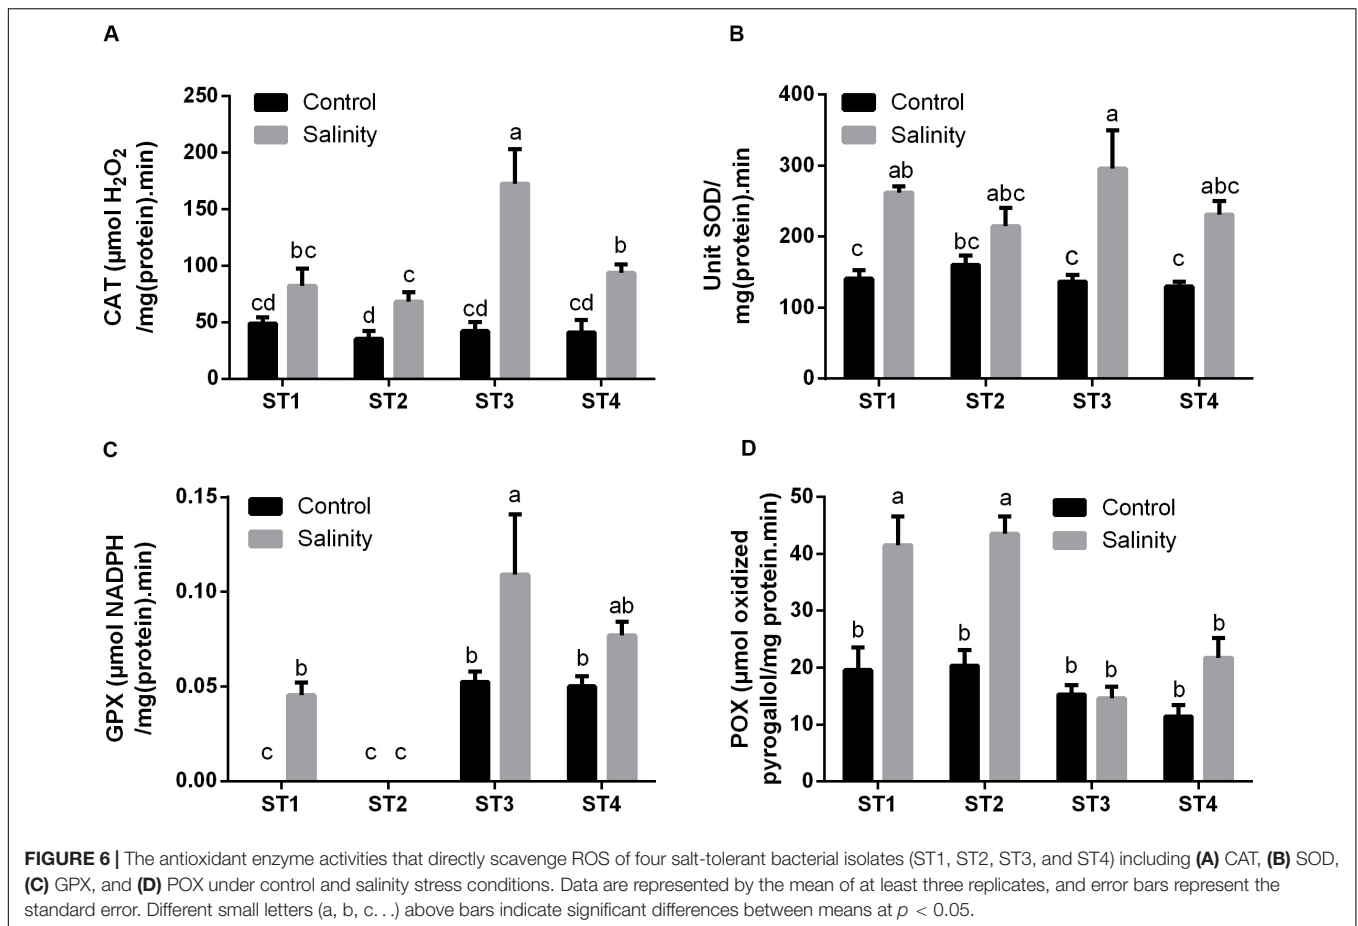 A
CAT (µmol H2O2
/mg(protein).min)
250
200
150
100
50
0
Control
Salinity
cd
bc
d
c
cd
a
cd
b
ST1
ST2
ST3
ST4
B
Unit SOD/
mg(protein).min
400
300
200
100
0
Control
Salinity
c
ab
bc
abc
c
a
c
abc
ST1
ST2
ST3
ST4
C
GPX (µmol NADPH
/mg(protein).min)
0.15
0.10
0.05
0.00
Control
Salinity
c
b
c
c
b
a
b
ab
ST1
ST2
ST3
ST4
D
POX (µmol oxidized
pyrogallol/mg protein.min)
50
40
30
20
10
0
Control
Salinity
b
a
b
a
b
b
b
b
ST1
ST2
ST3
ST4
FIGURE 6 | The antioxidant enzyme activities that directly scavenge ROS of four salt-tolerant bacterial isolates (ST1, ST2, ST3, and ST4) including (A) CAT, (B) SOD,
(C) GPX, and (D) POX under control and salinity stress conditions. Data are represented by the mean of at least three replicates, and error bars represent the
standard error. Different small letters (a, b, c. . .) above bars indicate significant differences between means at p < 0.05.